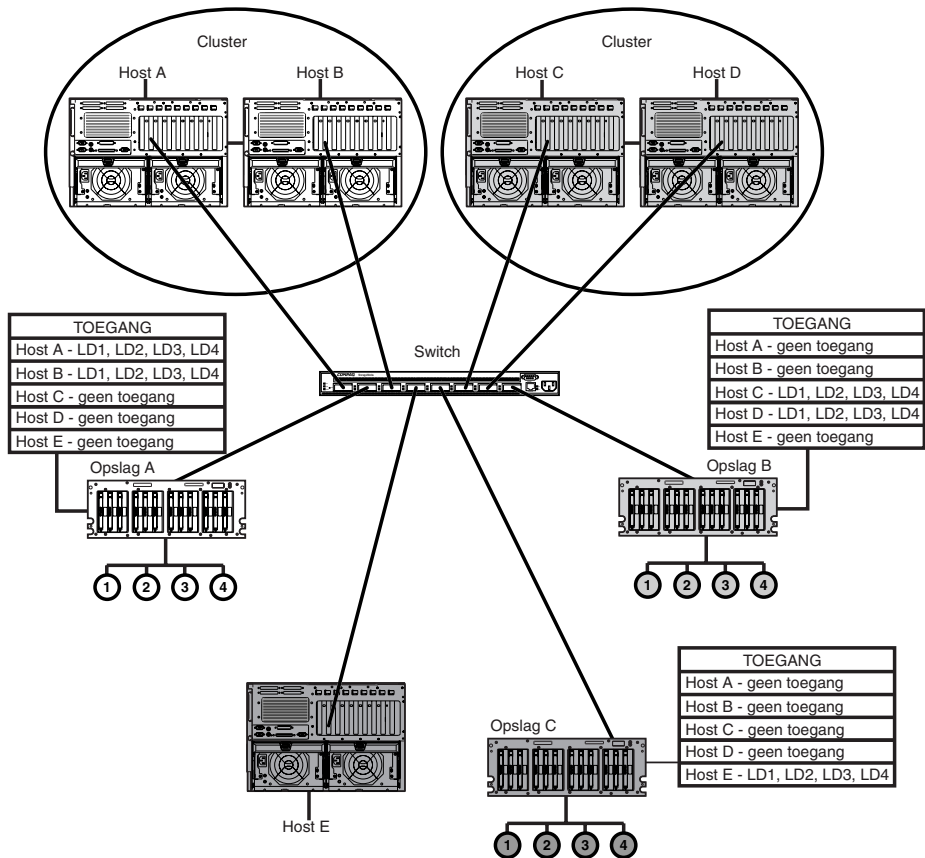 Cluster
Cluster
Host A
Host B
Host C
Host D
TOEGANG
Host A - LD1, LD2, LD3, LD4
Host B - LD1, LD2, LD3, LD4
Host C - geen toegang
Host D - geen toegang
Host E - geen toegang
Switch
COMPAQ
TOEGANG
Host A - geen toegang
Host B - geen toegang
Host C - LD1, LD2, LD3, LD4
Host D - LD1, LD2, LD3, LD4
Host E - geen toegang
Opslag A
1 2 3 4
Opslag B
1 2 3 4
Host E
Opslag C
1 2 3 4
TOEGANG
Host A - geen toegang
Host B - geen toegang
Host C - geen toegang
Host D - geen toegang
Host E - LD1, LD2, LD3, LD4